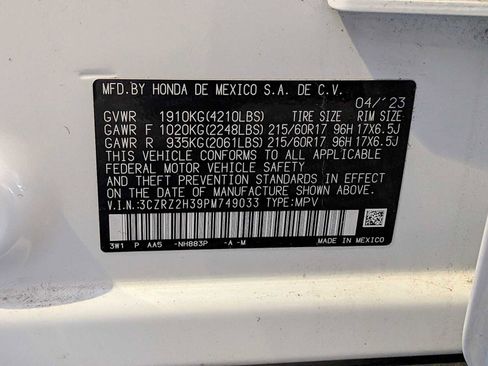 MFD.BY HONDA DE MEXICO S.A. DE C.V.
04/'23
GVWR 1910KG(4210LBS) TIRE SIZE RIM SIZE
GAWR F 1020KG(2248LBS) 215/60R17 96H 17X6.5J
GAWR R 935KG(2061LBS) 215/60R17 96H 17X6.5J
THIS VEHICLE CONFORMS TO ALL APPLICABLE
FEDERAL MOTOR VEHICLE SAFETY
AND THEFT PREVENTION STANDARDS IN EFFECT
ON THE DATE OF MANUFACTURE SHOWN ABOVE.
V.I.N.:3CZRZ2H39PM749033 TYPE:MPV
3W1 P AA5 -NH883P -A -M MADE IN MEXICO